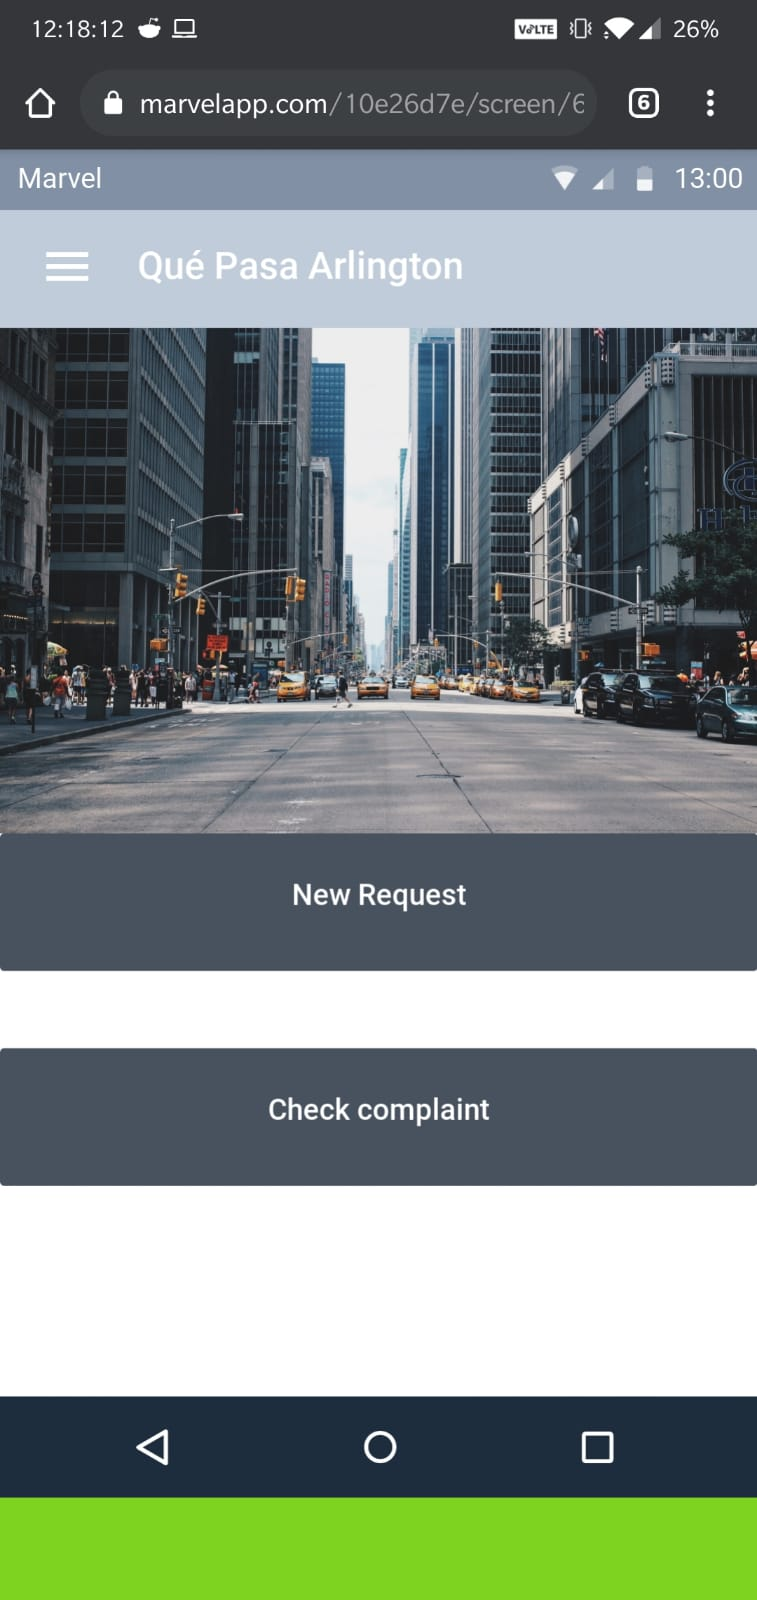 12:18:12 VoLTE 26%
marvelapp.com/10e26d7e/screen/6 6
Marvel 13:00
Qué Pasa Arlington
New Request
Check complaint